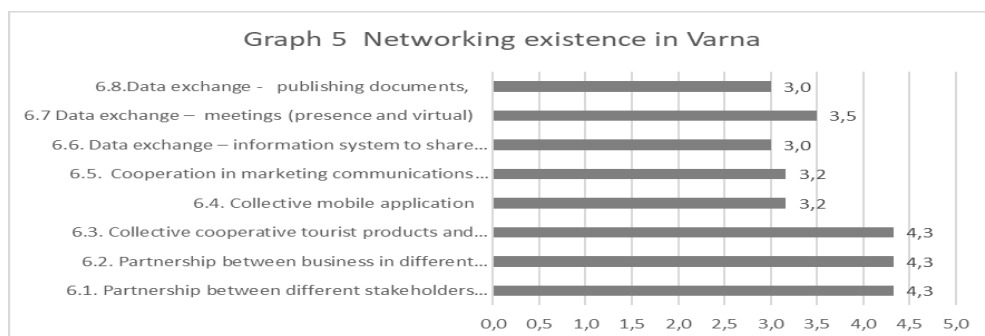 Graph 5  Networking existence in Varna
6.8.Data exchange -   publishing documents, 3,0
6.7 Data exchange –  meetings (presence and virtual) 3,5
6.6. Data exchange – information system to share... 3,0
6.5.  Cooperation in marketing communications... 3,2
6.4. Collective mobile application 3,2
6.3. Collective cooperative tourist products and... 4,3
6.2. Partnership between business in different... 4,3
6.1. Partnership between different stakeholders... 4,3
0,0 0,5 1,0 1,5 2,0 2,5 3,0 3,5 4,0 4,5 5,0